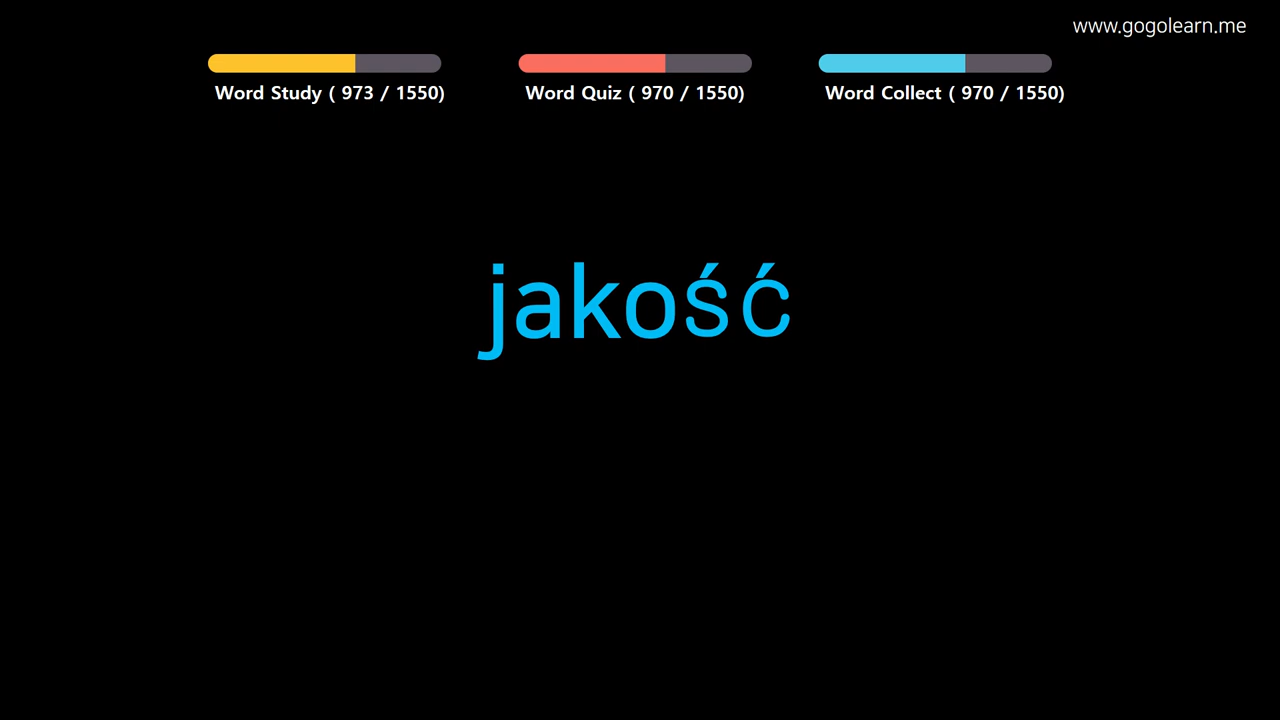 www.gogolearn.me
Word Study ( 973 / 1550)
Word Quiz ( 970 / 1550)
Word Collect ( 970 / 1550)
jakość